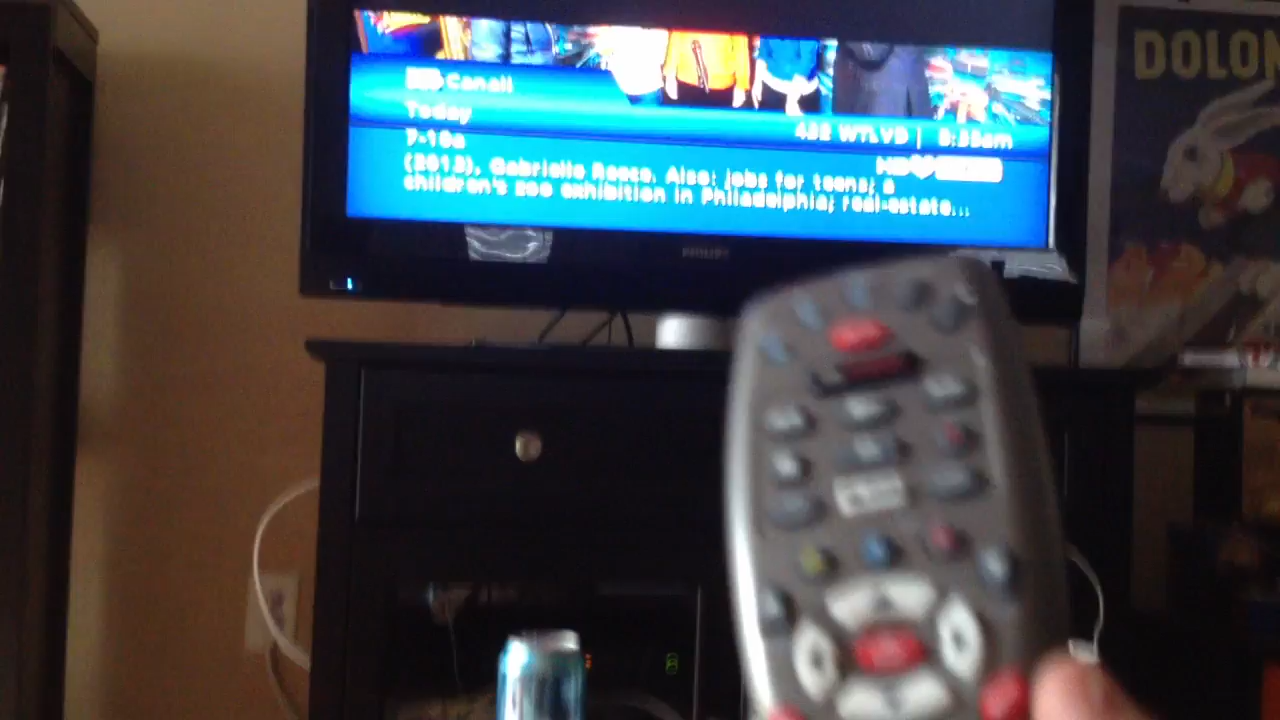 DOLON
Today
432 WTLVD | 8:35am
7-10a
(2013), Gabrielle Reece. Also: jobs for teens; a
children's zoo exhibition in Philadelphia; real-estate...
PHILIPS